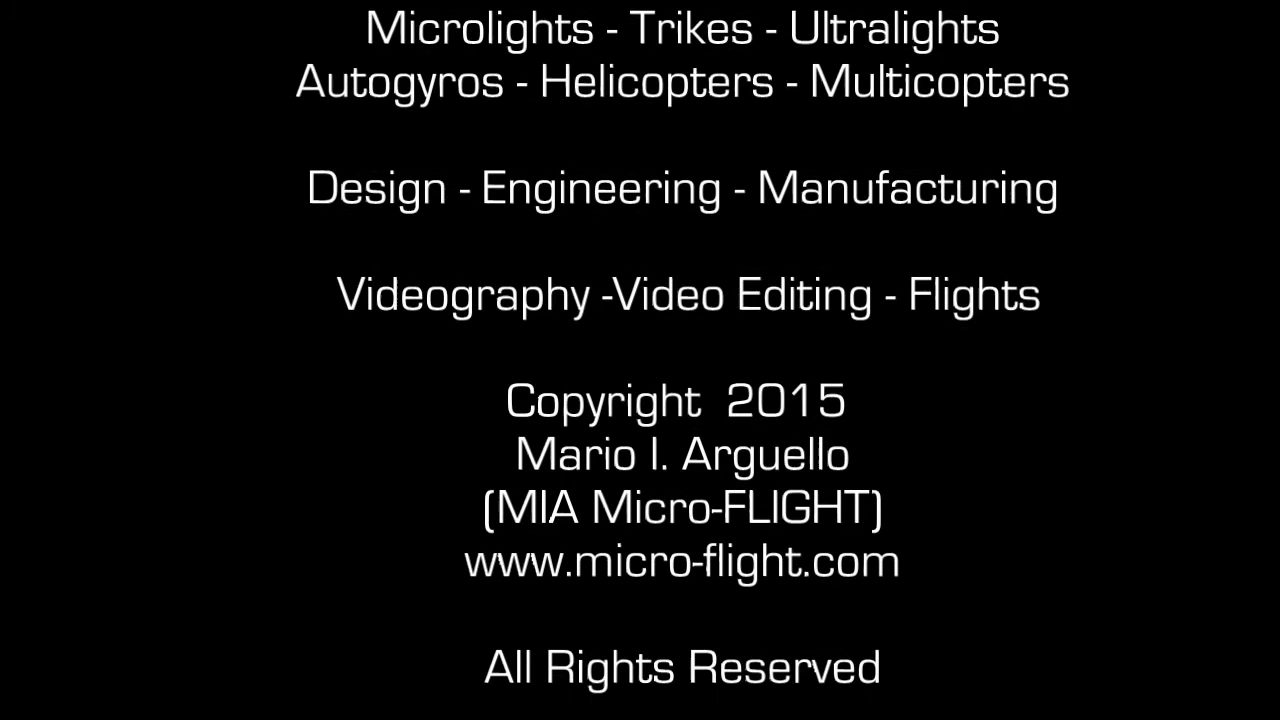 Microlights - Trikes - Ultralights
Autogyros - Helicopters - Multicopters
Design - Engineering - Manufacturing
Videography -Video Editing - Flights
Copyright  2015
Mario I. Arguello
(MIA Micro-FLIGHT)
www.micro-flight.com
All Rights Reserved